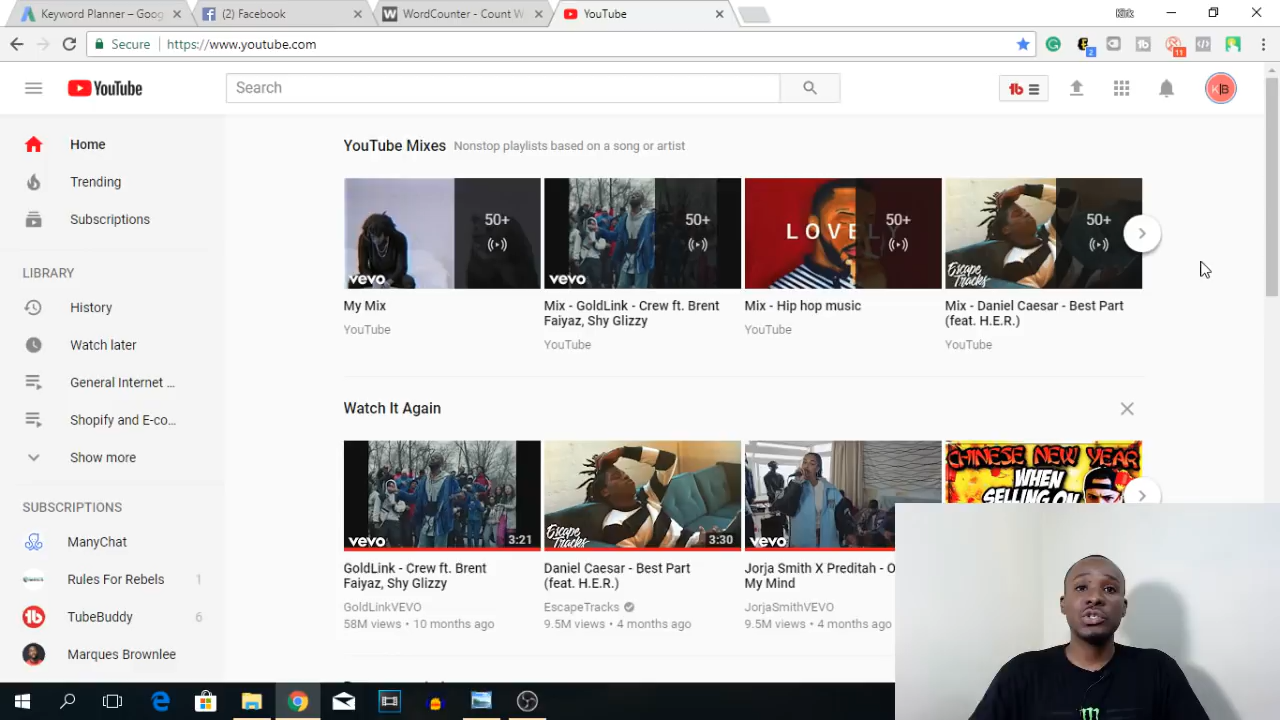 Keyword Planner – Goog
(2) Facebook
WordCounter - Count W
YouTube
Kirk
Secure
https://www.youtube.com
2
11
YouTube
Search
K|B
Home
Trending
Subscriptions
LIBRARY
History
Watch later
General Internet ...
Shopify and E-co...
Show more
SUBSCRIPTIONS
ManyChat
Rules For Rebels 1
TubeBuddy 6
Marques Brownlee
YouTube Mixes Nonstop playlists based on a song or artist
vevo
50+
My Mix
YouTube
vevo
50+
Mix - GoldLink - Crew ft. Brent
Faiyaz, Shy Glizzy
YouTube
LOVELY
50+
Mix - Hip hop music
YouTube
Escape
Tracks
50+
Mix - Daniel Caesar - Best Part
(feat. H.E.R.)
YouTube
Watch It Again
vevo
3:21
GoldLink - Crew ft. Brent
Faiyaz, Shy Glizzy
GoldLinkVEVO
58M views • 10 months ago
Escape
Tracks
3:30
Daniel Caesar - Best Part
(feat. H.E.R.)
EscapeTracks
9.5M views • 4 months ago
vevo
Jorja Smith X Preditah - O
My Mind
JorjaSmithVEVO
9.5M views • 4 months ago
CHINESE NEW YEAR
WHEN
SELLING ON